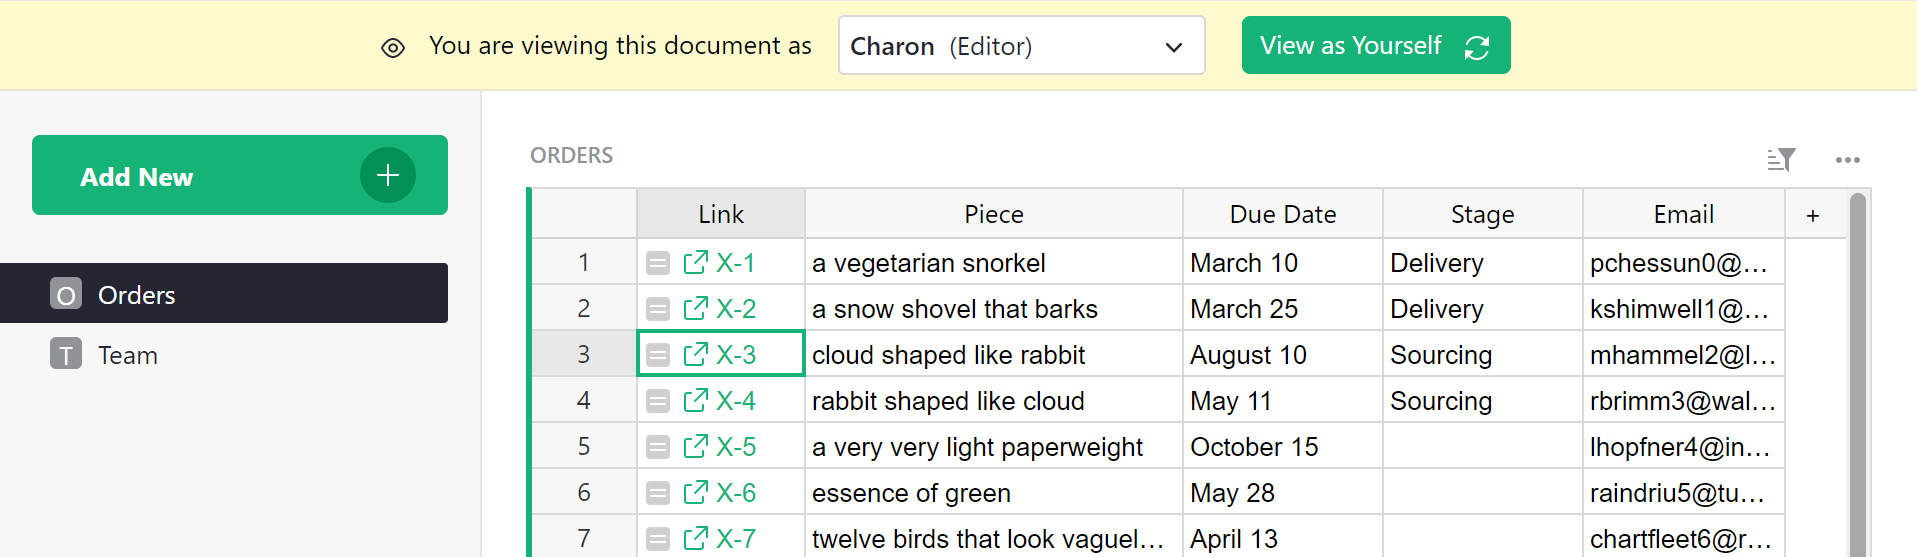 You are viewing this document as Charon (Editor) View as Yourself
Add New
O Orders
T Team
ORDERS
Link Piece Due Date Stage Email +
1 X-1 a vegetarian snorkel March 10 Delivery pchessun0@...
2 X-2 a snow shovel that barks March 25 Delivery kshimwell1@...
3 X-3 cloud shaped like rabbit August 10 Sourcing mhammel2@l...
4 X-4 rabbit shaped like cloud May 11 Sourcing rbrimm3@wal...
5 X-5 a very very light paperweight October 15 lhopfner4@in...
6 X-6 essence of green May 28 raindriu5@tu...
7 X-7 twelve birds that look vaguel... April 13 chartfleet6@r...